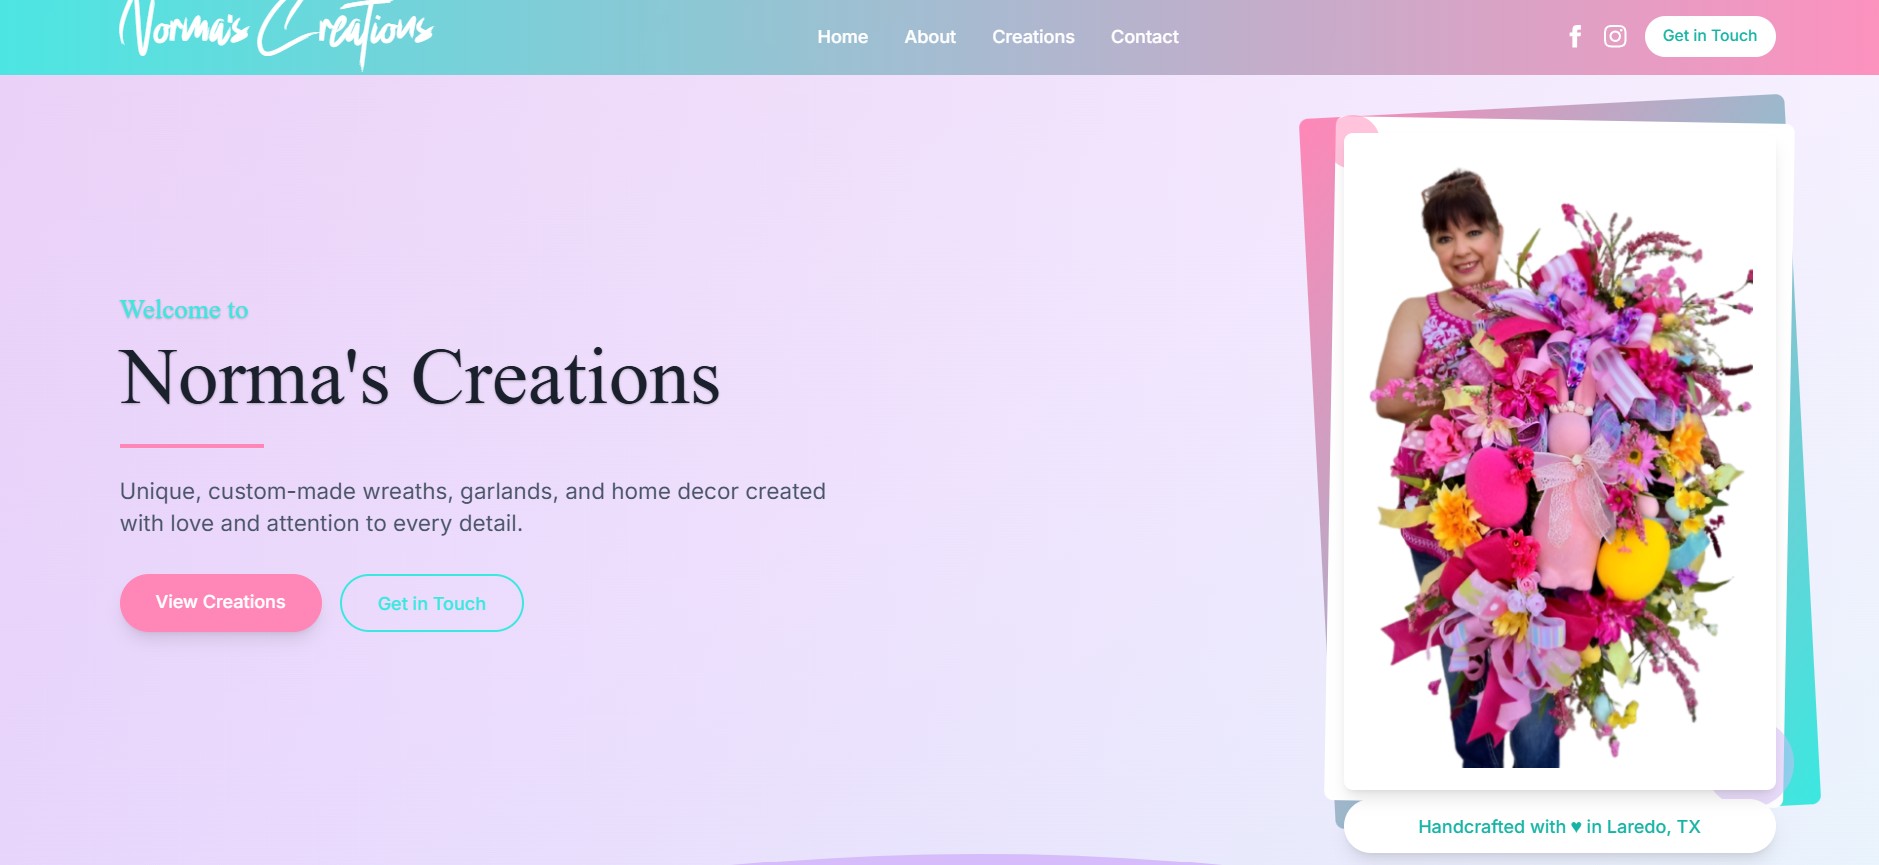 Norma's Creations
Home
About
Creations
Contact
Get in Touch
Welcome to
Norma's Creations
Unique, custom-made wreaths, garlands, and home decor created
with love and attention to every detail.
View Creations
Get in Touch
Handcrafted with ♥ in Laredo, TX